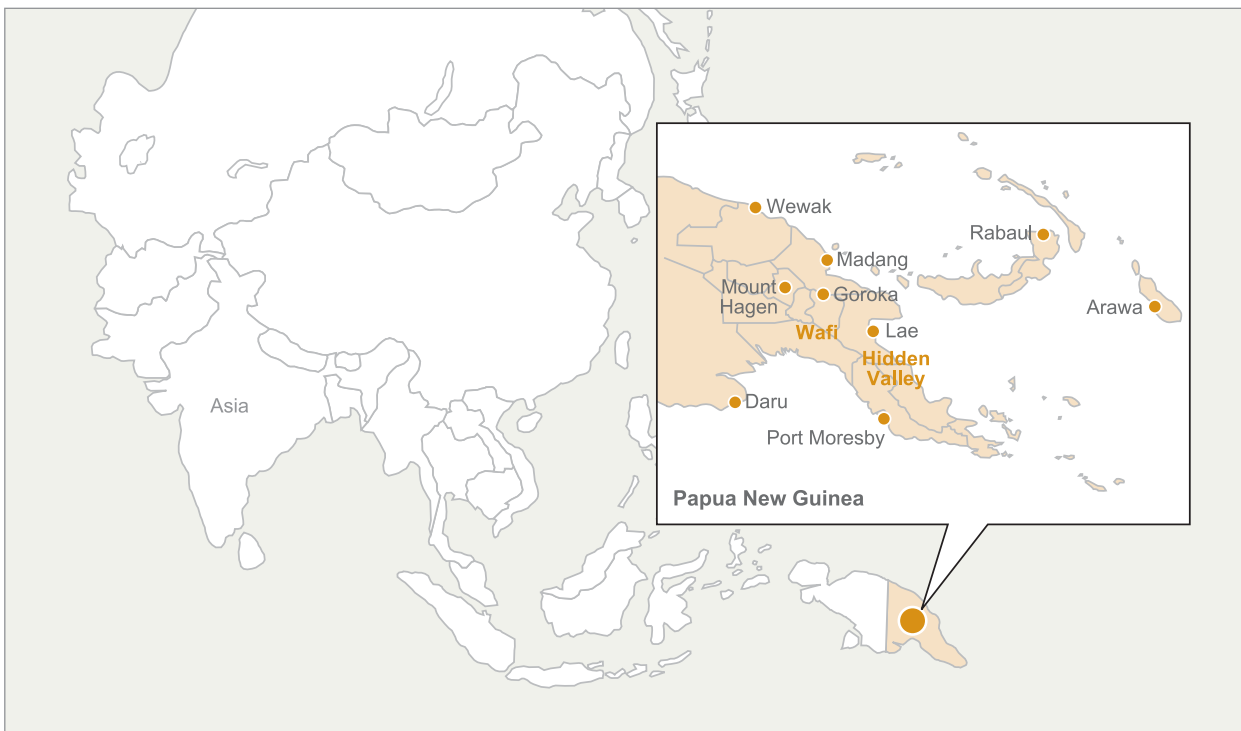 Asia
Wewak
Rabaul
Madang
Mount
Hagen
Goroka
Arawa
Wafi
Lae
Hidden
Valley
Daru
Port Moresby
Papua New Guinea